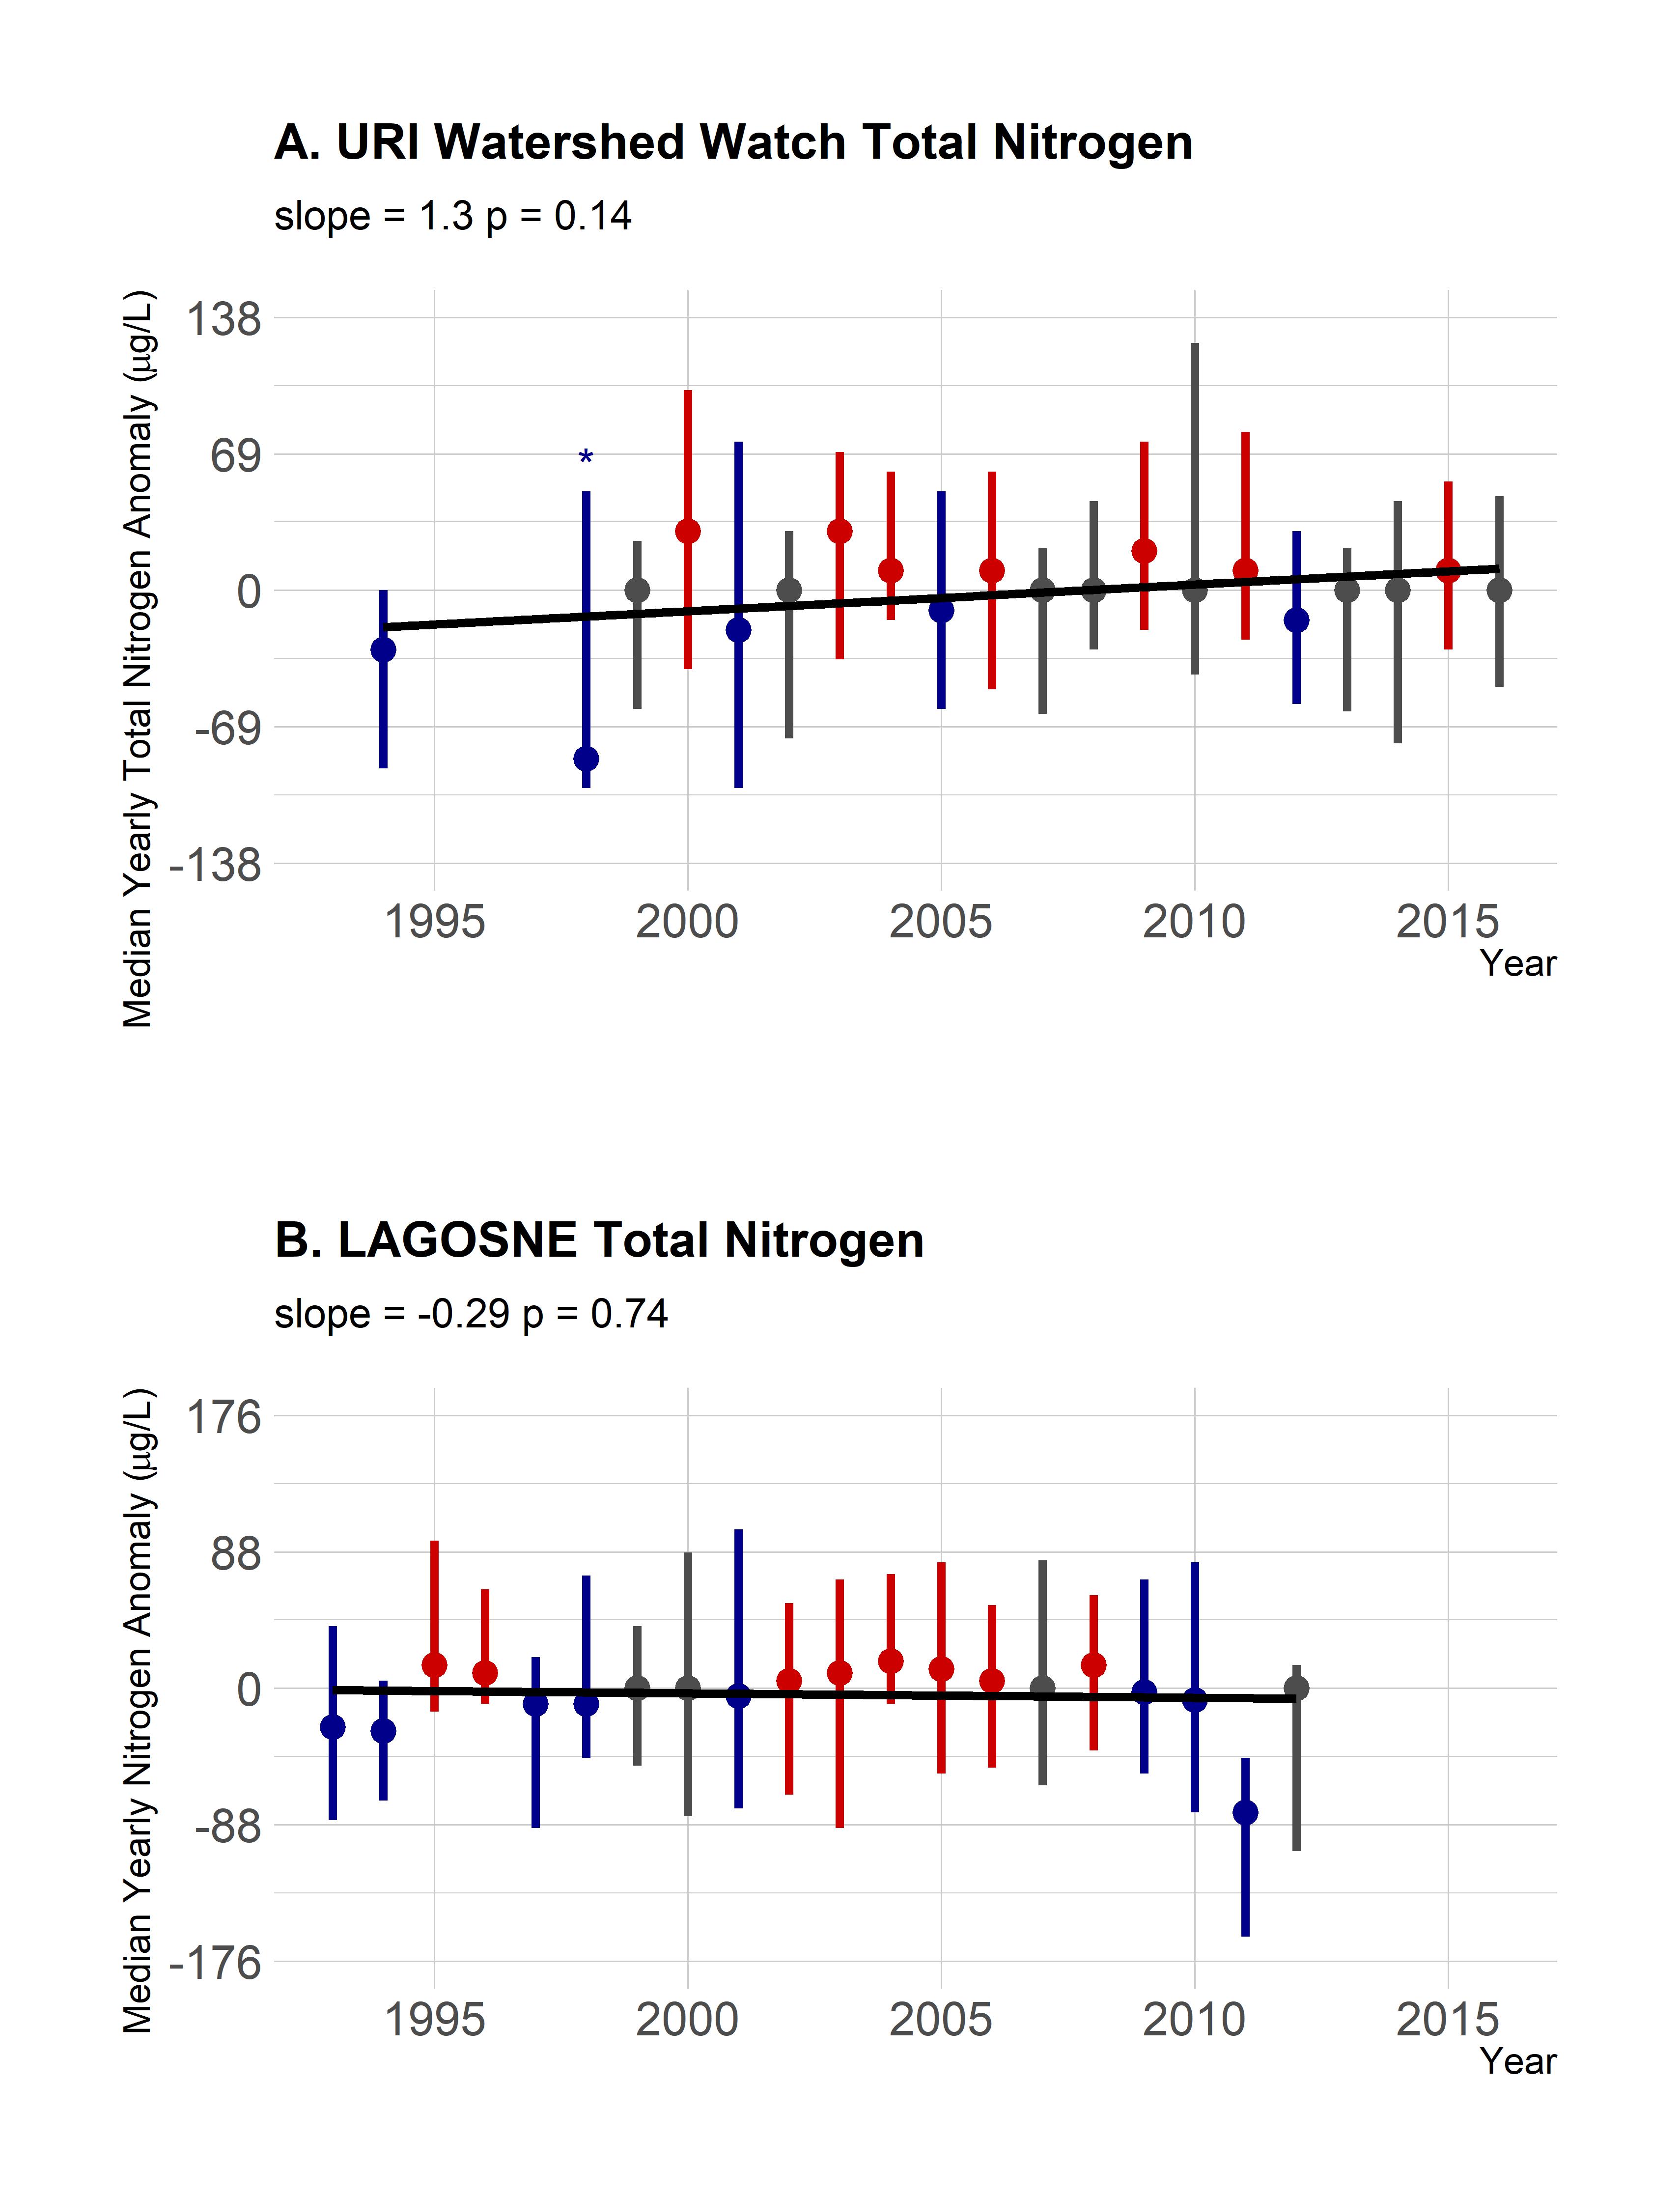 A. URI Watershed Watch Total Nitrogen
slope = 1.3 p = 0.14
Median Yearly Total Nitrogen Anomaly (µg/L)
138
69
0
-69
-138
*
1995 2000 2005 2010 2015
Year
B. LAGOSNE Total Nitrogen
slope = -0.29 p = 0.74
Median Yearly Nitrogen Anomaly (µg/L)
176
88
0
-88
-176
1995 2000 2005 2010 2015
Year